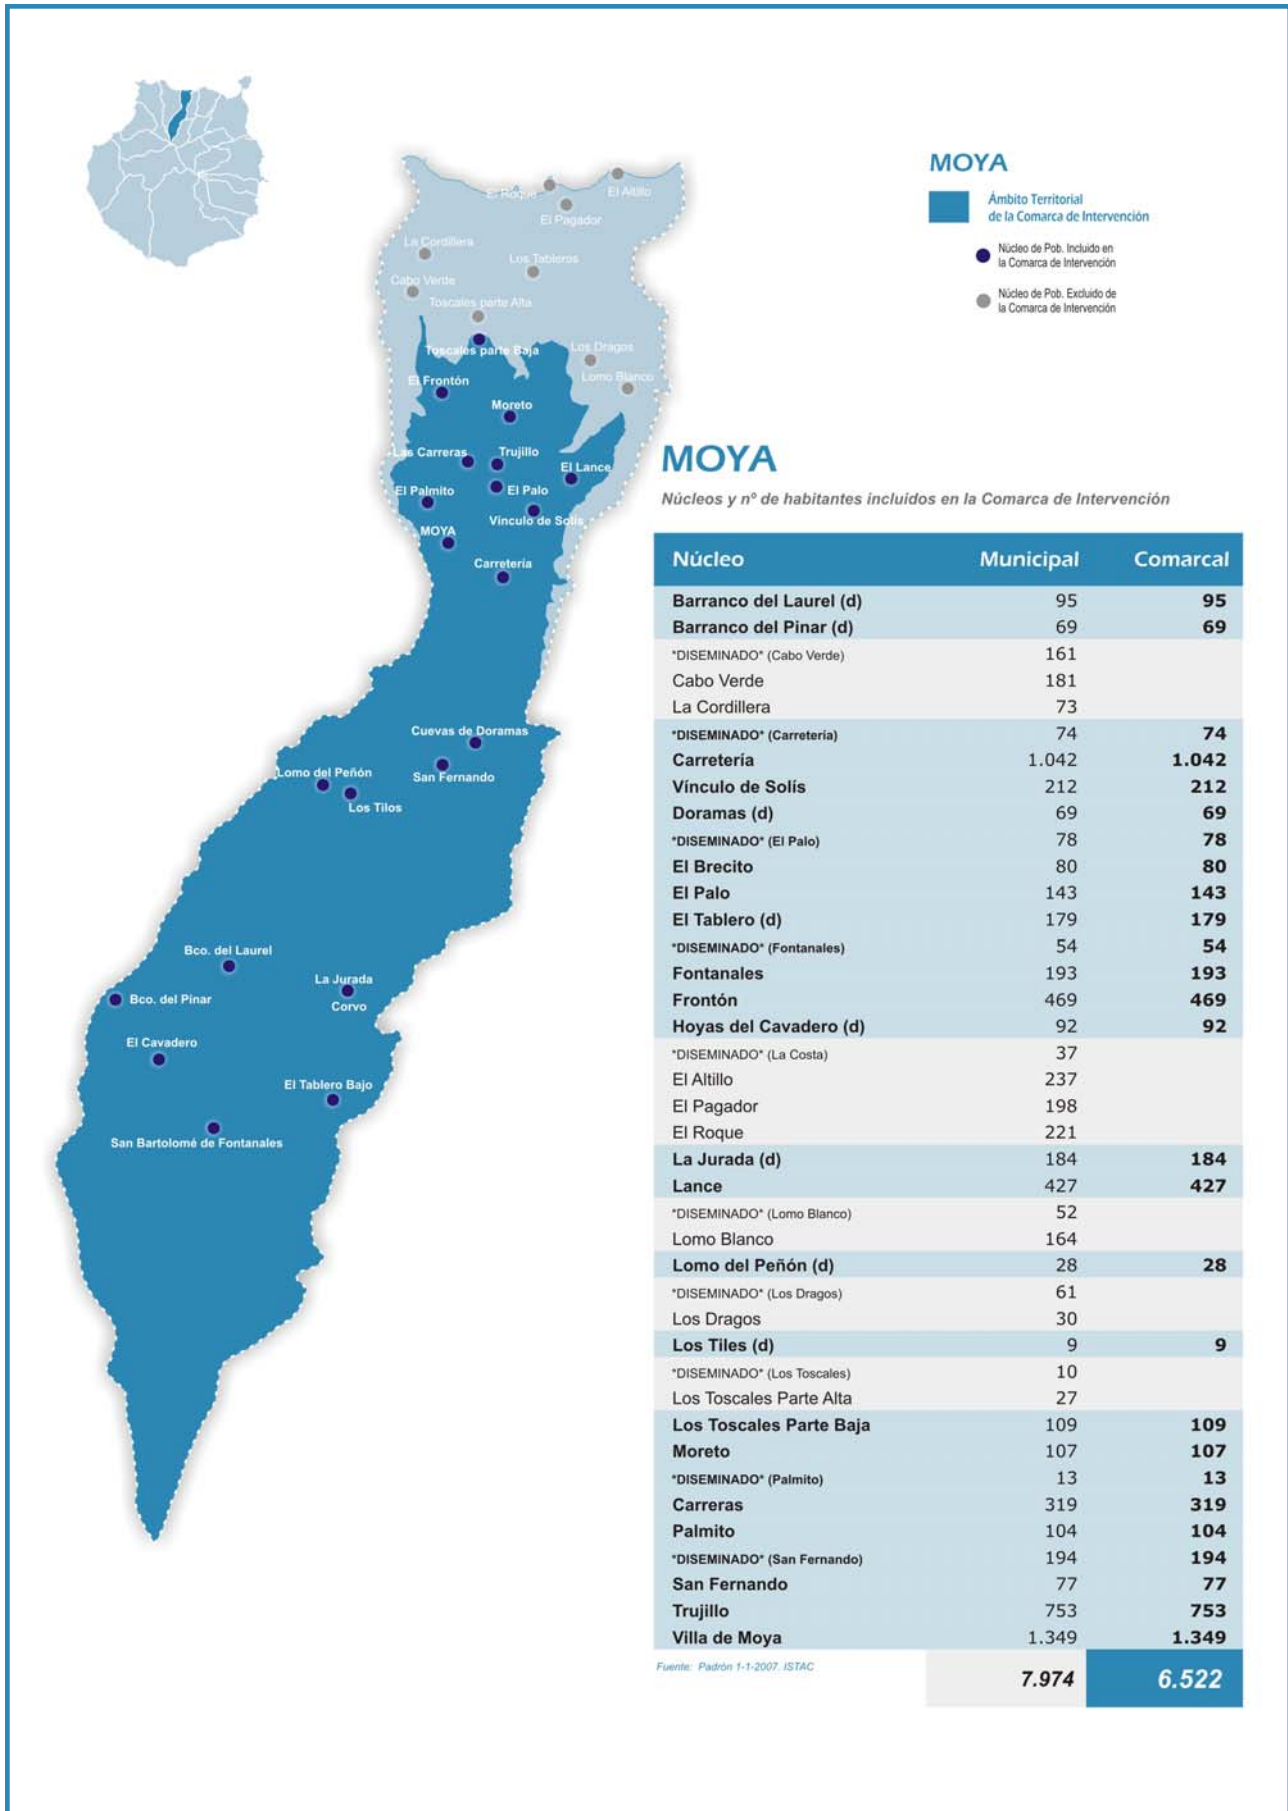 El Roque
El Altillo
El Pagador
La Cordillera
Los Tableros
Cabo Verde
Toscales parte Alta
Toscales parte Baja
Los Dragos
Lomo Blanco
El Frontón
Moreto
Las Carreras
Trujillo
El Lance
El Palmito
El Palo
Vínculo de Solís
MOYA
Carretería
Cuevas de Doramas
San Fernando
Lomo del Peñón
Los Tilos
Bco. del Laurel
La Jurada
Corvo
Bco. del Pinar
El Cavadero
El Tablero Bajo
San Bartolomé de Fontanales
MOYA
Ámbito Territorial
de la Comarca de Intervención
Núcleo de Pob. Incluido en
la Comarca de Intervención
Núcleo de Pob. Excluido de
la Comarca de Intervención
MOYA
Núcleos y nº de habitantes incluidos en la Comarca de Intervención
Núcleo Municipal Comarcal
Barranco del Laurel (d) 95 95
Barranco del Pinar (d) 69 69
*DISEMINADO* (Cabo Verde) 161
Cabo Verde 181
La Cordillera 73
*DISEMINADO* (Carretería) 74 74
Carretería 1.042 1.042
Vínculo de Solís 212 212
Doramas (d) 69 69
*DISEMINADO* (El Palo) 78 78
El Brecito 80 80
El Palo 143 143
El Tablero (d) 179 179
*DISEMINADO* (Fontanales) 54 54
Fontanales 193 193
Frontón 469 469
Hoyas del Cavadero (d) 92 92
*DISEMINADO* (La Costa) 37
El Altillo 237
El Pagador 198
El Roque 221
La Jurada (d) 184 184
Lance 427 427
*DISEMINADO* (Lomo Blanco) 52
Lomo Blanco 164
Lomo del Peñón (d) 28 28
*DISEMINADO* (Los Dragos) 61
Los Dragos 30
Los Tiles (d) 9 9
*DISEMINADO* (Los Toscales) 10
Los Toscales Parte Alta 27
Los Toscales Parte Baja 109 109
Moreto 107 107
*DISEMINADO* (Palmito) 13 13
Carreras 319 319
Palmito 104 104
*DISEMINADO* (San Fernando) 194 194
San Fernando 77 77
Trujillo 753 753
Villa de Moya 1.349 1.349
Fuente: Padrón 1-1-2007. ISTAC
7.974 6.522